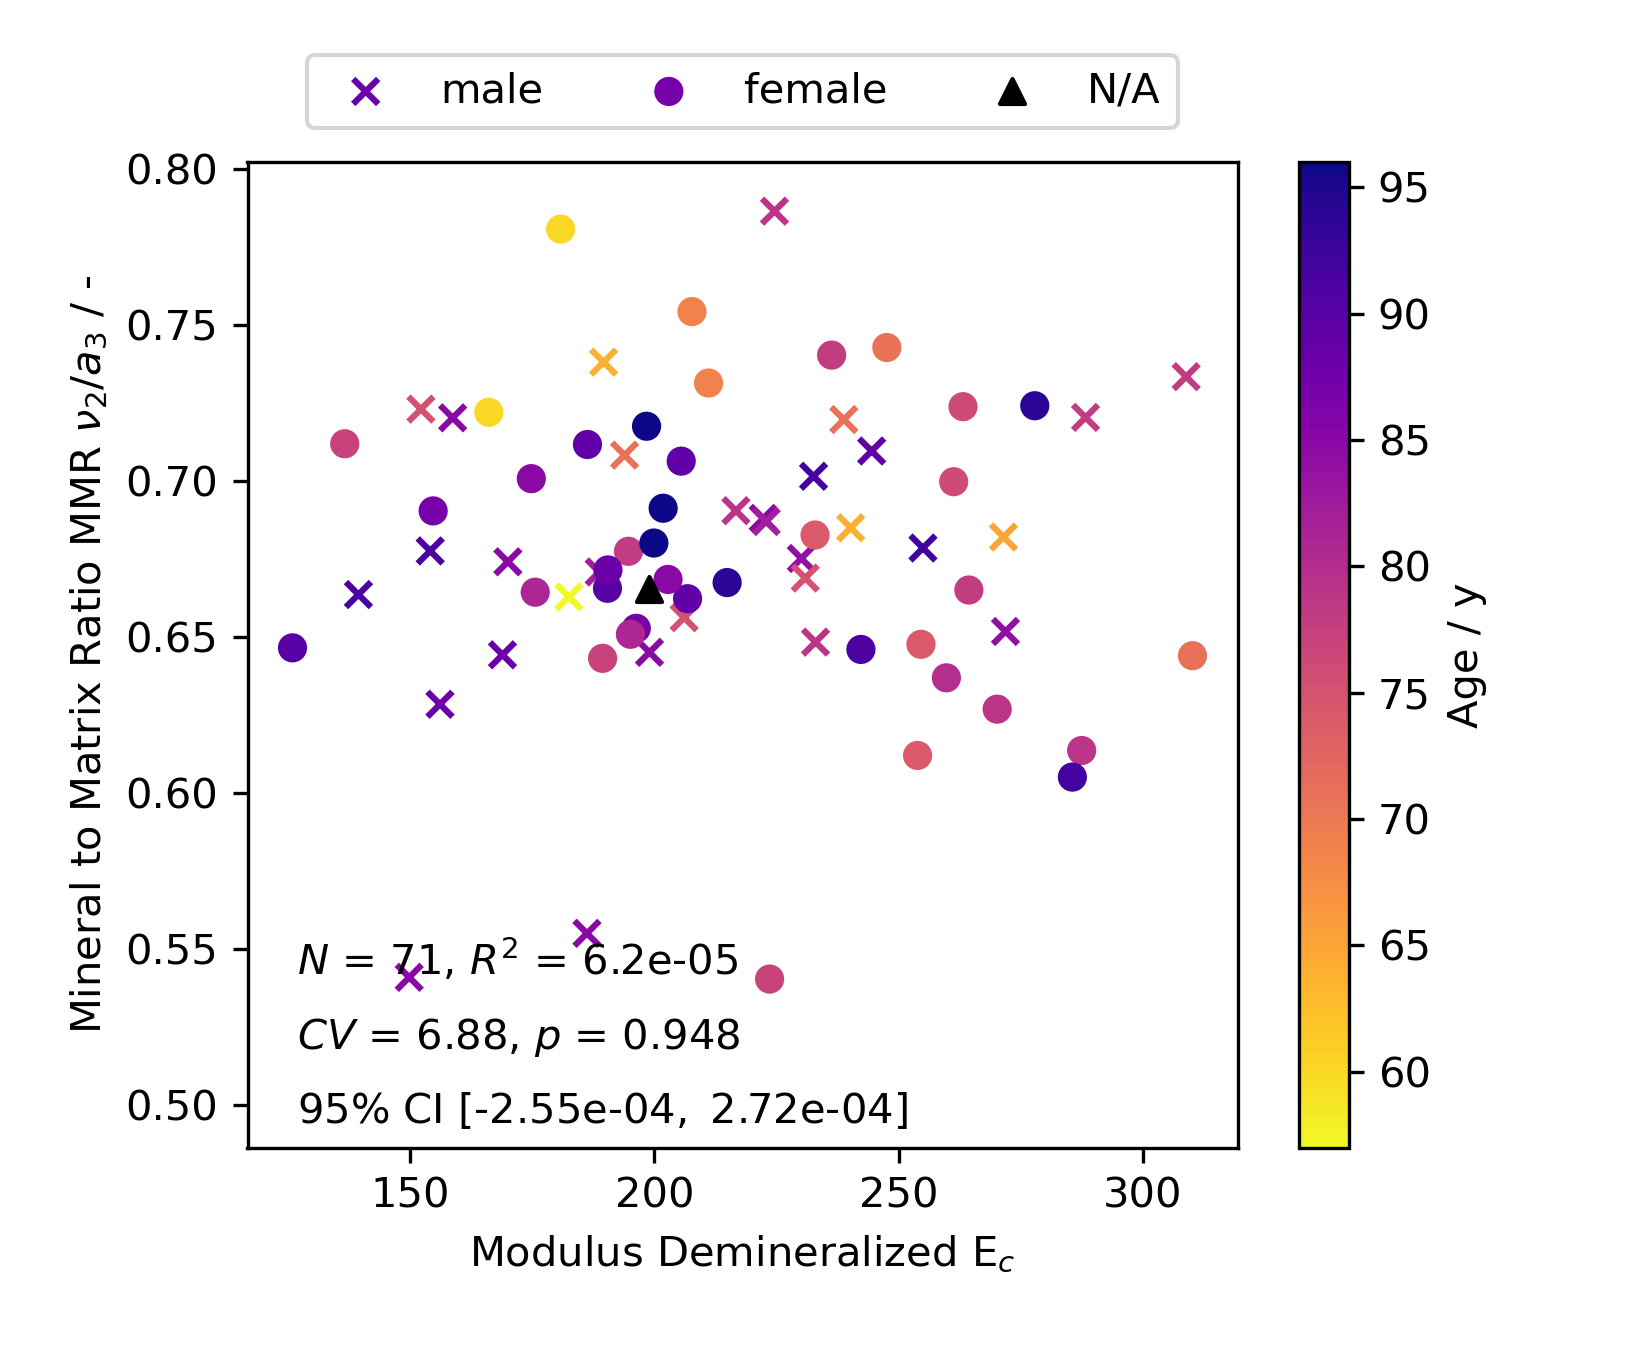 male female N/A
Mineral to Matrix Ratio MMR ν₂/a₃ / -
0.80
0.75
0.70
0.65
0.60
0.55
0.50
N = 71, R² = 6.2e-05
CV = 6.88, p = 0.948
95% CI [-2.55e-04, 2.72e-04]
150 200 250 300
Modulus Demineralized E_c
95
90
85
80
75
70
65
60
Age / y